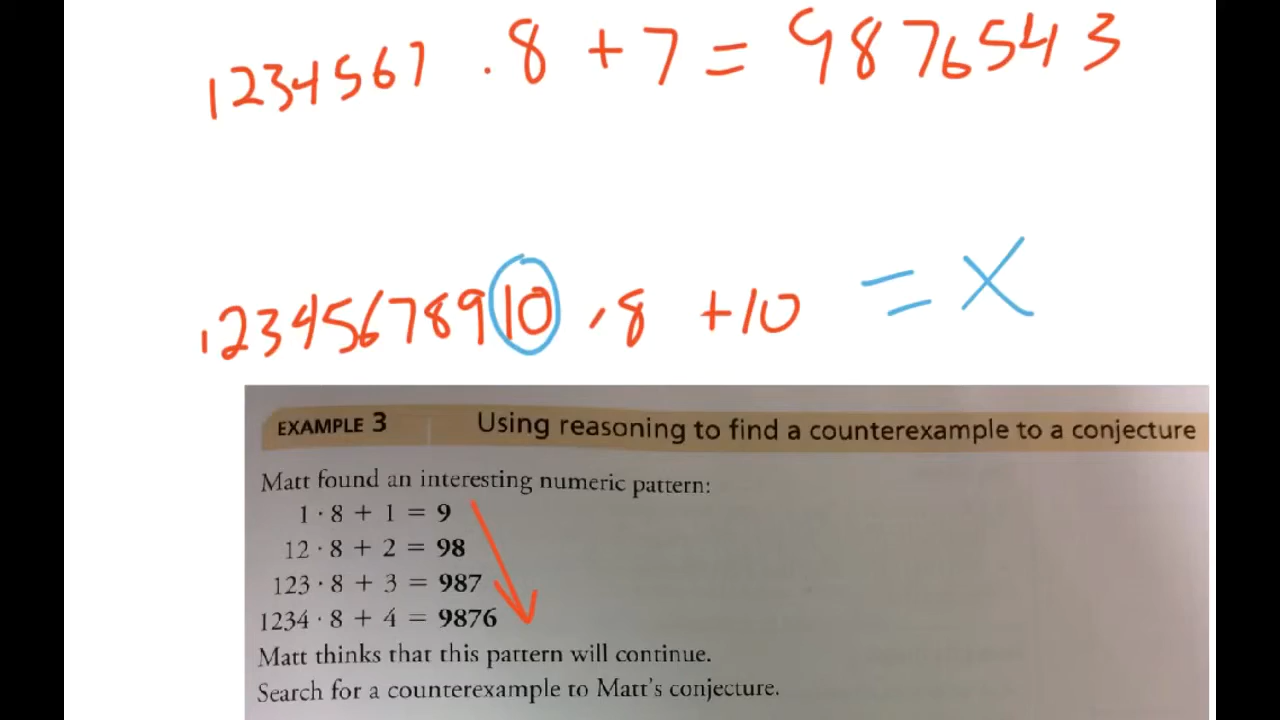 1234567 . 8 + 7 = 9876543
12345678910 . 8 + 10 = X
EXAMPLE 3 Using reasoning to find a counterexample to a conjecture
Matt found an interesting numeric pattern:
1 · 8 + 1 = 9
12 · 8 + 2 = 98
123 · 8 + 3 = 987
1234 · 8 + 4 = 9876
Matt thinks that this pattern will continue.
Search for a counterexample to Matt's conjecture.